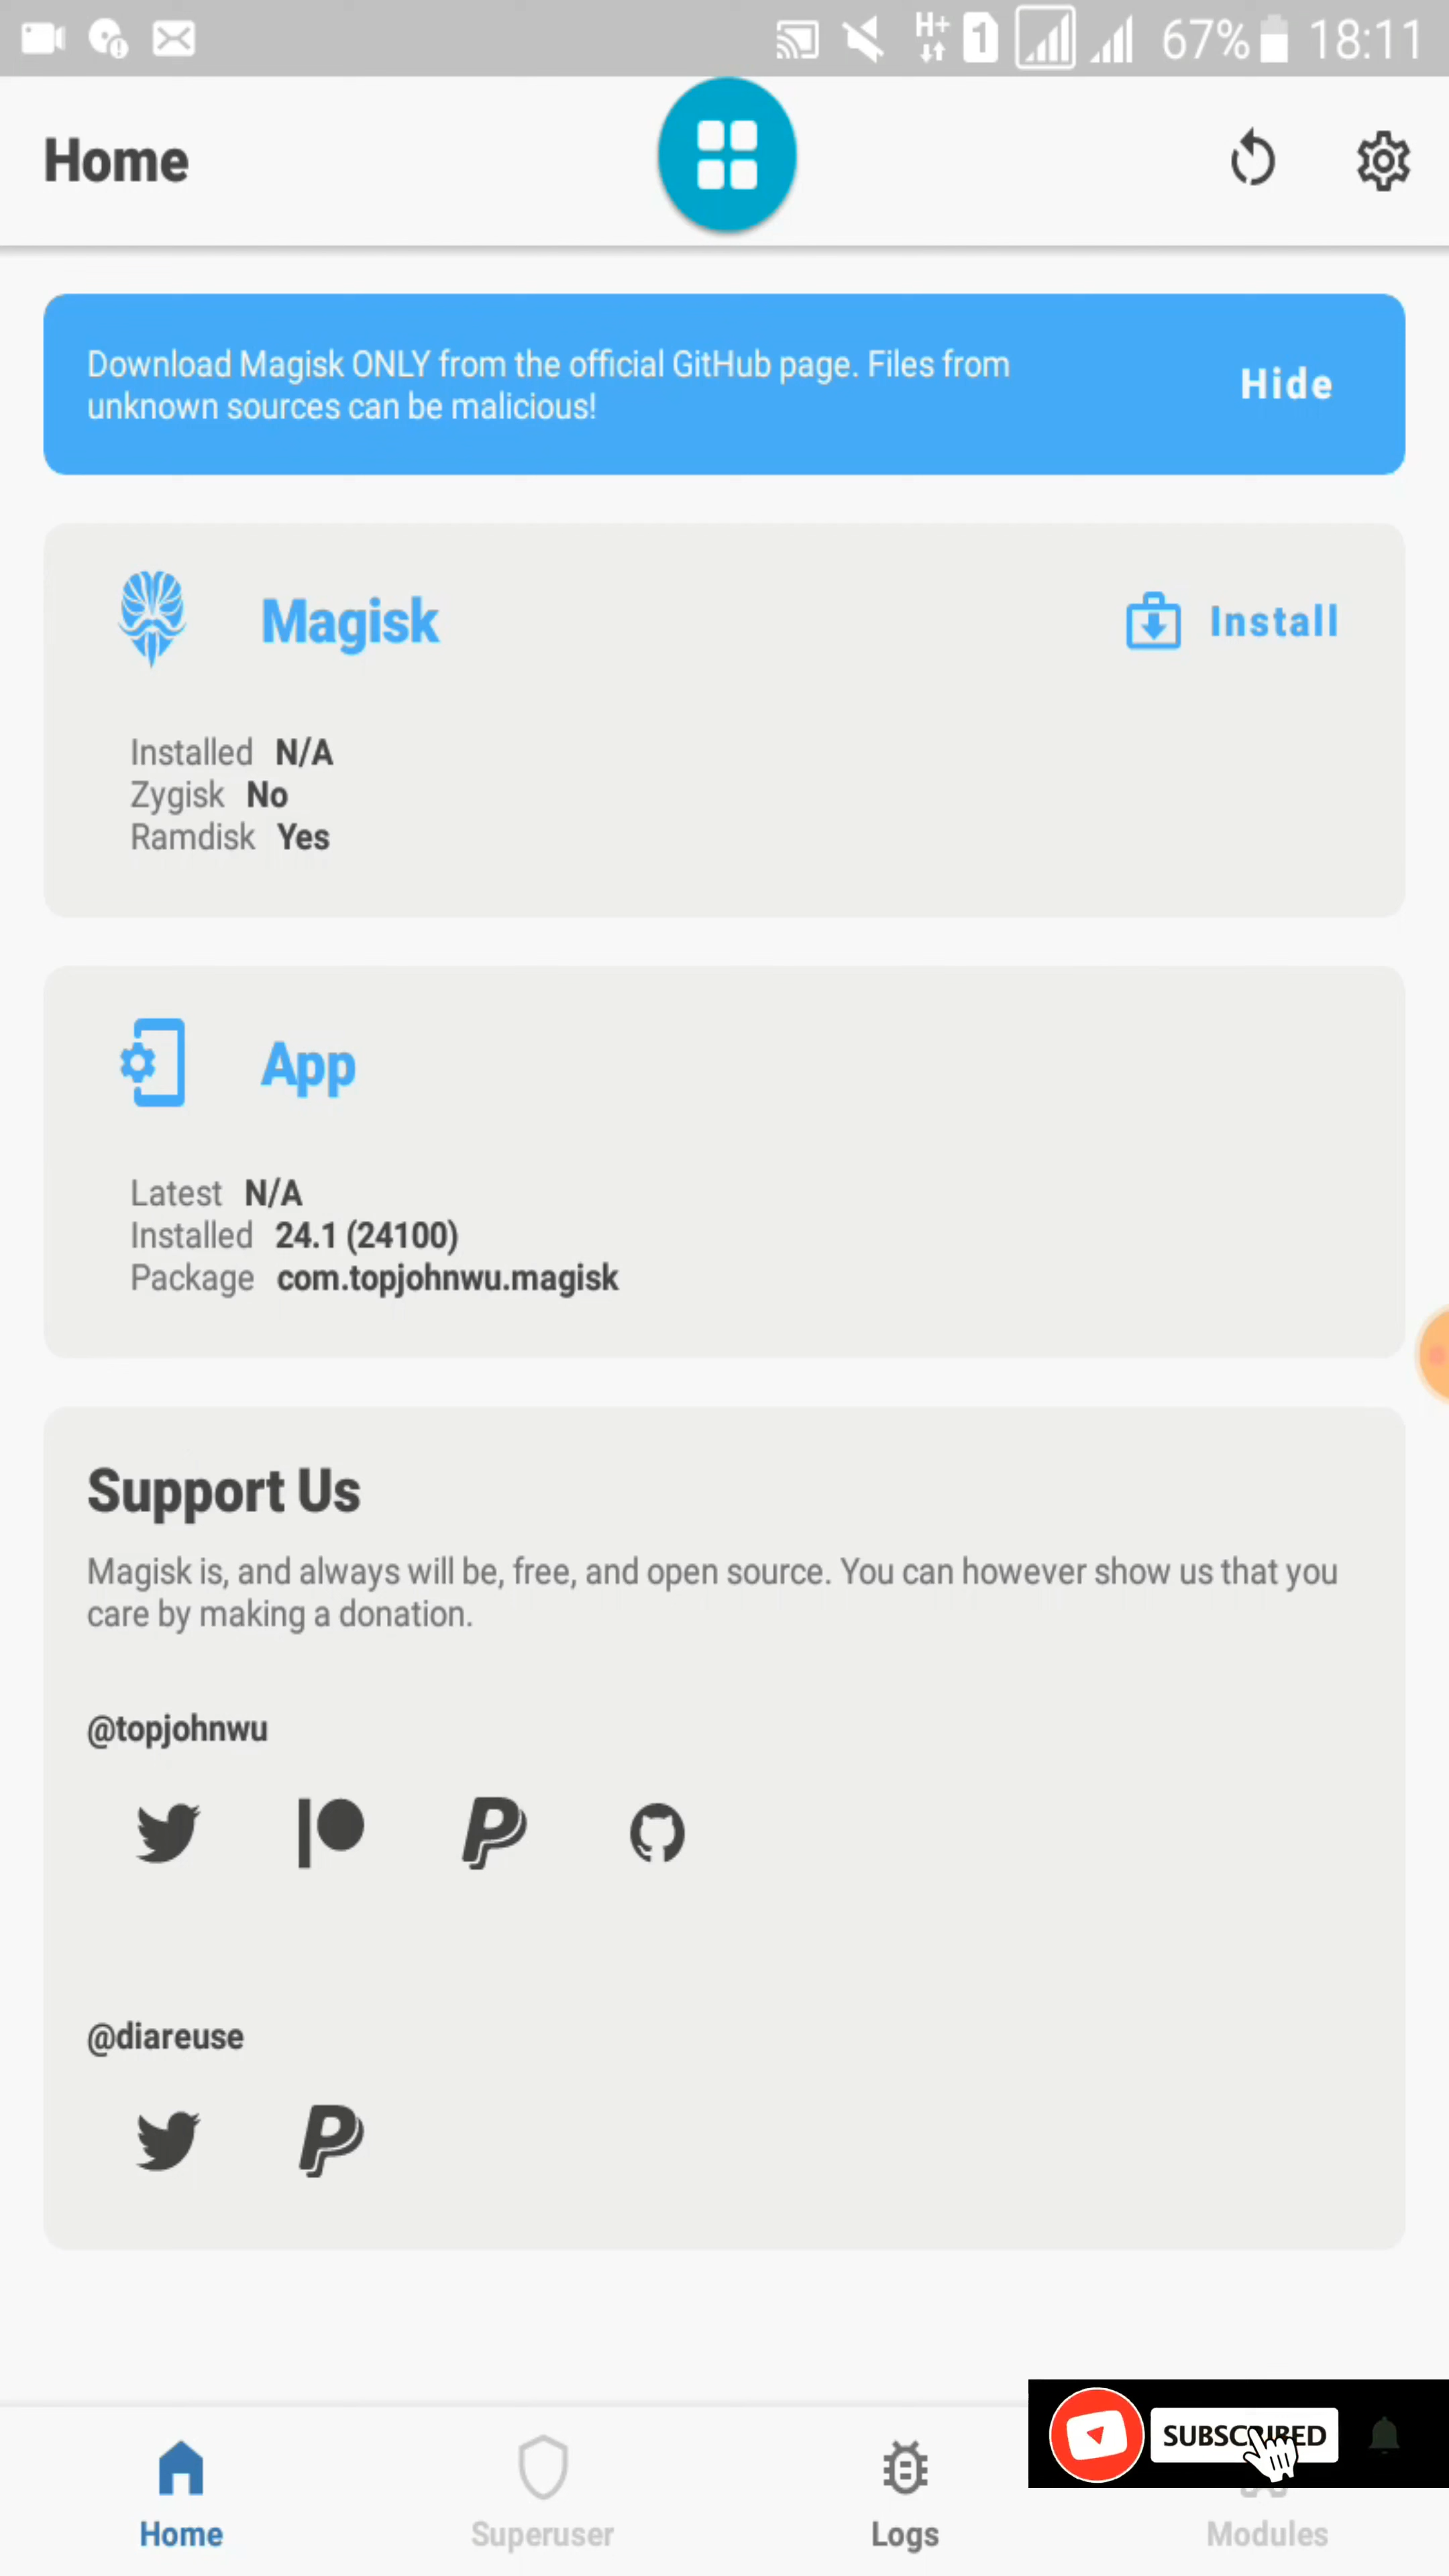 H+ 1 67% 18:11
Home
Download Magisk ONLY from the official GitHub page. Files from
unknown sources can be malicious!
Hide
Magisk
Install
Installed N/A
Zygisk No
Ramdisk Yes
App
Latest N/A
Installed 24.1 (24100)
Package com.topjohnwu.magisk
Support Us
Magisk is, and always will be, free, and open source. You can however show us that you
care by making a donation.
@topjohnwu
@diareuse
SUBSCRIBED
Home
Superuser
Logs
Modules